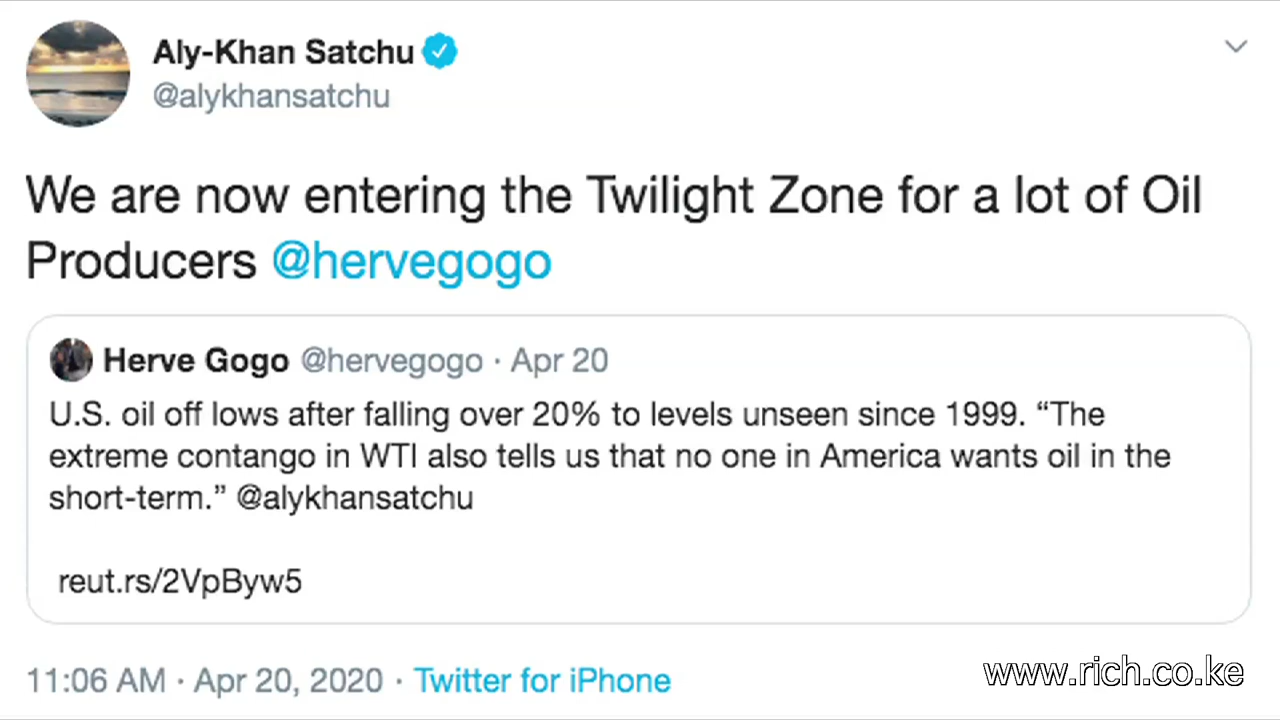 Aly-Khan Satchu
@alykhansatchu
We are now entering the Twilight Zone for a lot of Oil
Producers @hervegogo
Herve Gogo @hervegogo · Apr 20
U.S. oil off lows after falling over 20% to levels unseen since 1999. “The
extreme contango in WTI also tells us that no one in America wants oil in the
short-term.” @alykhansatchu
reut.rs/2VpByw5
11:06 AM · Apr 20, 2020 · Twitter for iPhone
www.rich.co.ke